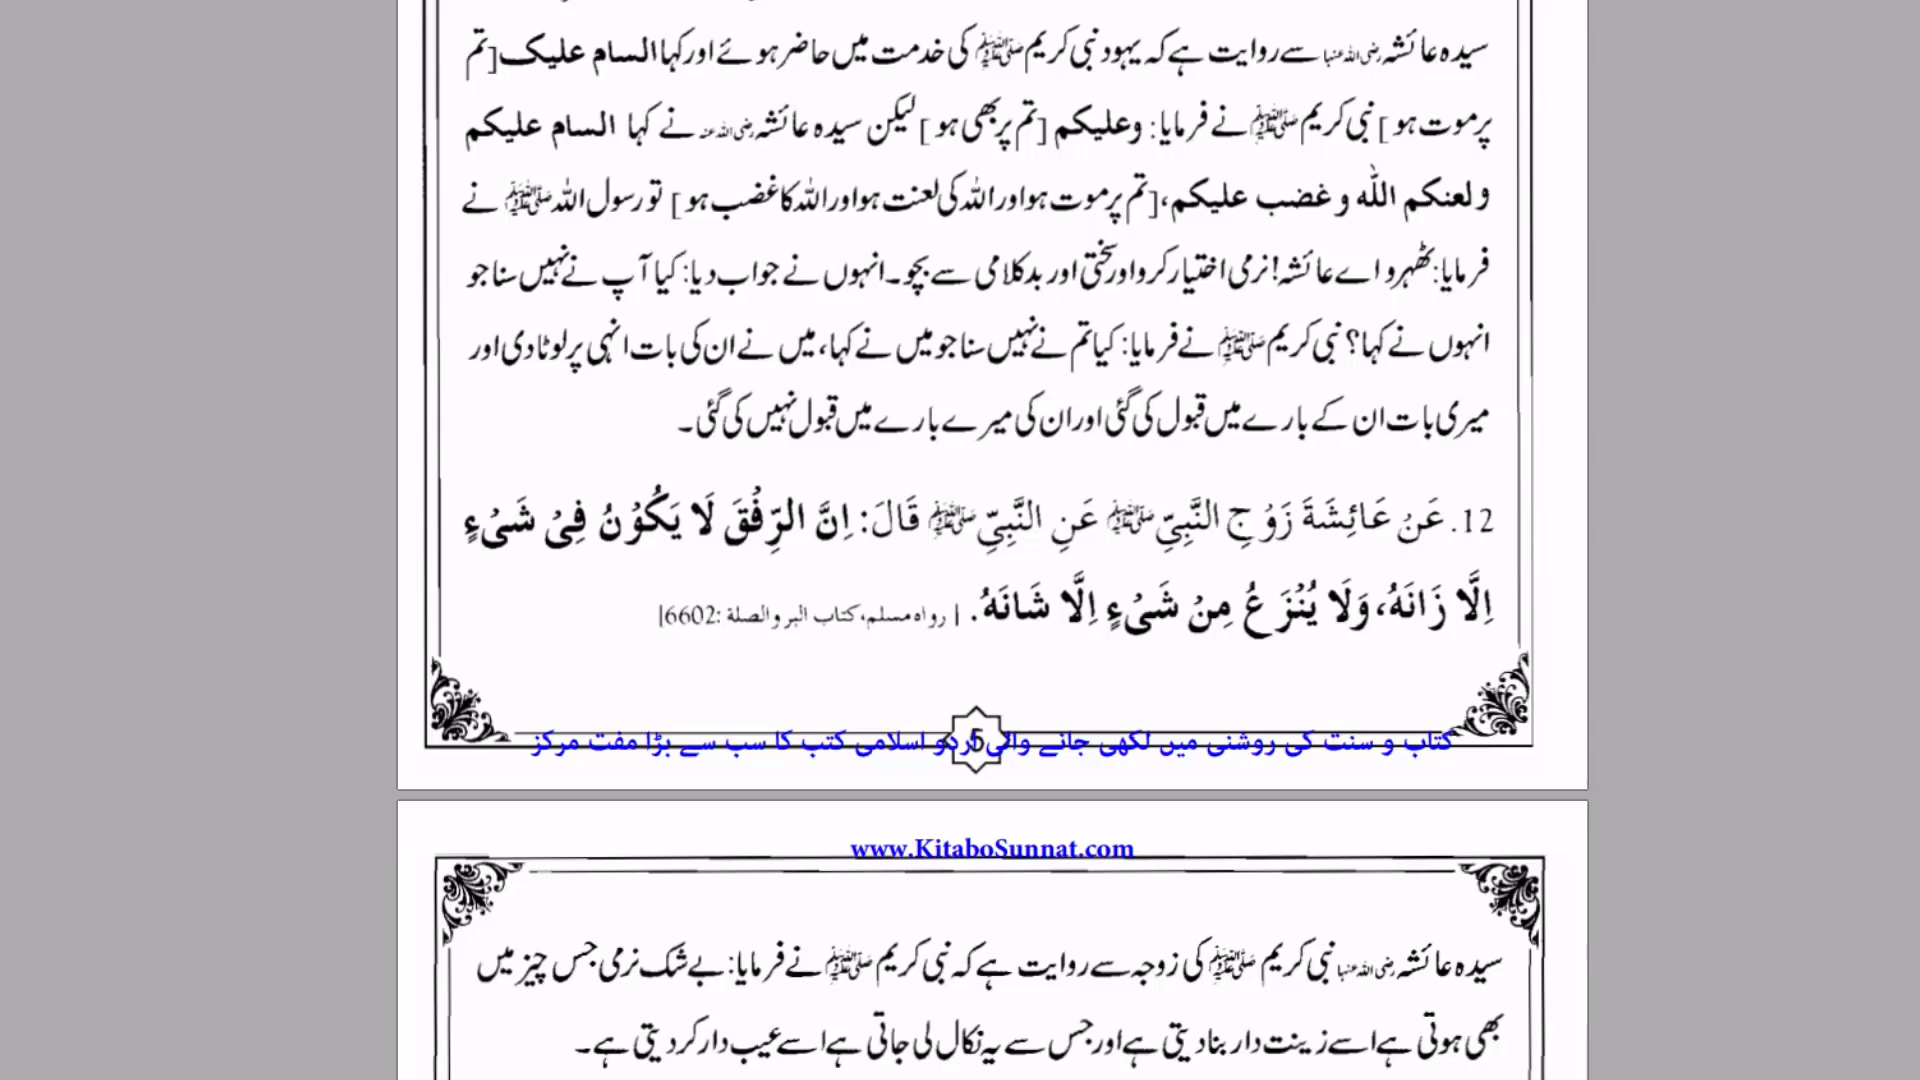 سیدہ عائشہ رضی اللہ عنہا سے روایت ہے کہ یہود نبی کریم ﷺ کی خدمت میں حاضر ہوئے اور کہا السام علیک [تم
پر موت ہو] نبی کریم ﷺ نے فرمایا: وعلیکم [تم پر بھی ہو] لیکن سیدہ عائشہ رضی اللہ عنہ نے کہا السام علیکم
و لعنکم اللّٰه و غضب علیکم، [تم پر موت ہو اور اللہ کی لعنت ہو اور اللہ کا غضب ہو] تو رسول اللہ ﷺ نے
فرمایا: ٹھہرو اے عائشہ! نرمی اختیار کرو اور سختی اور بدکلامی سے بچو۔ انہوں نے جواب دیا: کیا آپ نے نہیں سنا جو
انہوں نے کہا؟ نبی کریم ﷺ نے فرمایا: کیا تم نے نہیں سنا جو میں نے کہا، میں نے ان کی بات انہی پر لوٹا دی اور
میری بات ان کے بارے میں قبول کی گئی اور ان کی میرے بارے میں قبول نہیں کی گئی۔
12. عَنْ عَائِشَةَ زَوْجِ النَّبِيِّ ﷺ عَنِ النَّبِيِّ ﷺ قَالَ: اِنَّ الرِّفْقَ لَا يَكُوْنُ فِیْ شَیْءٍ
اِلَّا زَانَهُ، وَلَا يُنْزَعُ مِنْ شَیْءٍ اِلَّا شَانَهُ. [رواه مسلم، كتاب البر والصلة: 6602]
5
کتاب و سنت کی روشنی میں لکھی جانے والی اردو اسلامی کتب کا سب سے بڑا مفت مرکز
www.KitaboSunnat.com
سیدہ عائشہ رضی اللہ عنہا نبی کریم ﷺ کی زوجہ سے روایت ہے کہ نبی کریم ﷺ نے فرمایا: بے شک نرمی جس چیز میں
بھی ہوتی ہے اسے زینت دار بنا دیتی ہے اور جس سے یہ نکال لی جاتی ہے اسے عیب دار کر دیتی ہے۔